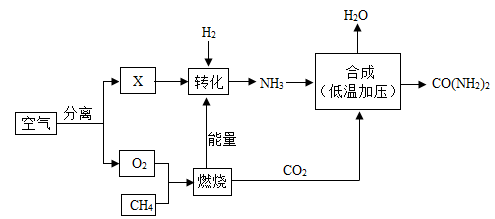 H2O
H2
X
转化
NH3
合成
(低温加压)
CO(NH2)2
分离
空气
能量
O2
CH4
燃烧
CO2